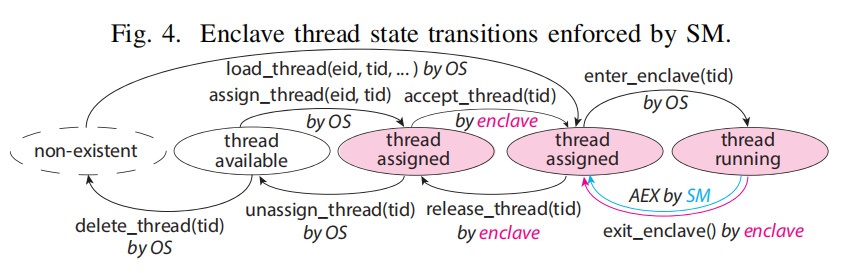 Fig. 4. Enclave thread state transitions enforced by SM.
load_thread(eid, tid, ... ) by OS
enter_enclave(tid)
by OS
assign_thread(eid, tid)
by OS
accept_thread(tid)
by enclave
non-existent
thread
available
thread
assigned
thread
assigned
thread
running
delete_thread(tid)
by OS
unassign_thread(tid)
by OS
release_thread(tid)
by enclave
AEX by SM
exit_enclave() by enclave